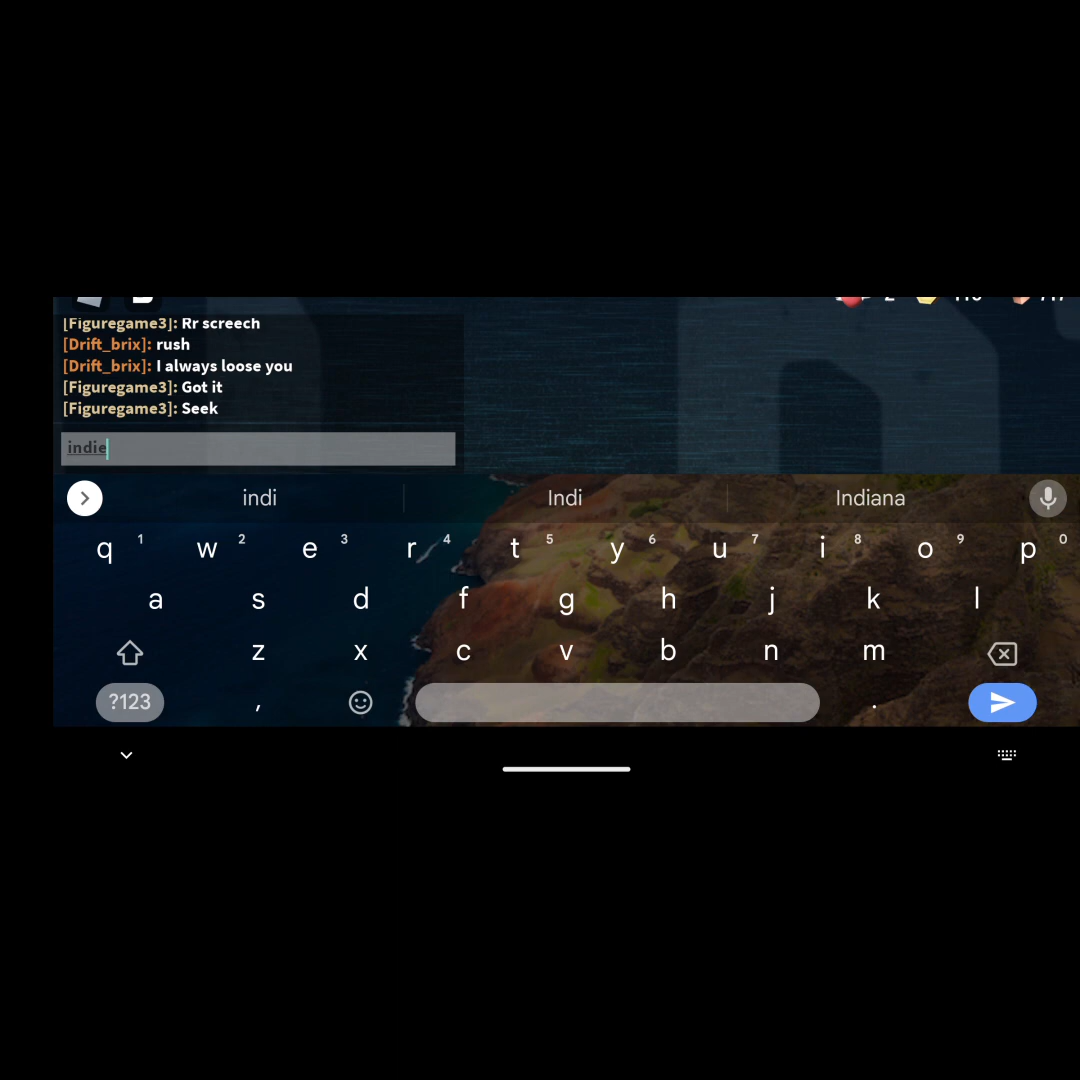 [Figuregame3]: Rr screech
[Drift_brix]: rush
[Drift_brix]: I always loose you
[Figuregame3]: Got it
[Figuregame3]: Seek
indie
indi Indi Indiana
q 1 w 2 e 3 r 4 t 5 y 6 u 7 i 8 o 9 p 0
a s d f g h j k l
z x c v b n m
?123 , .